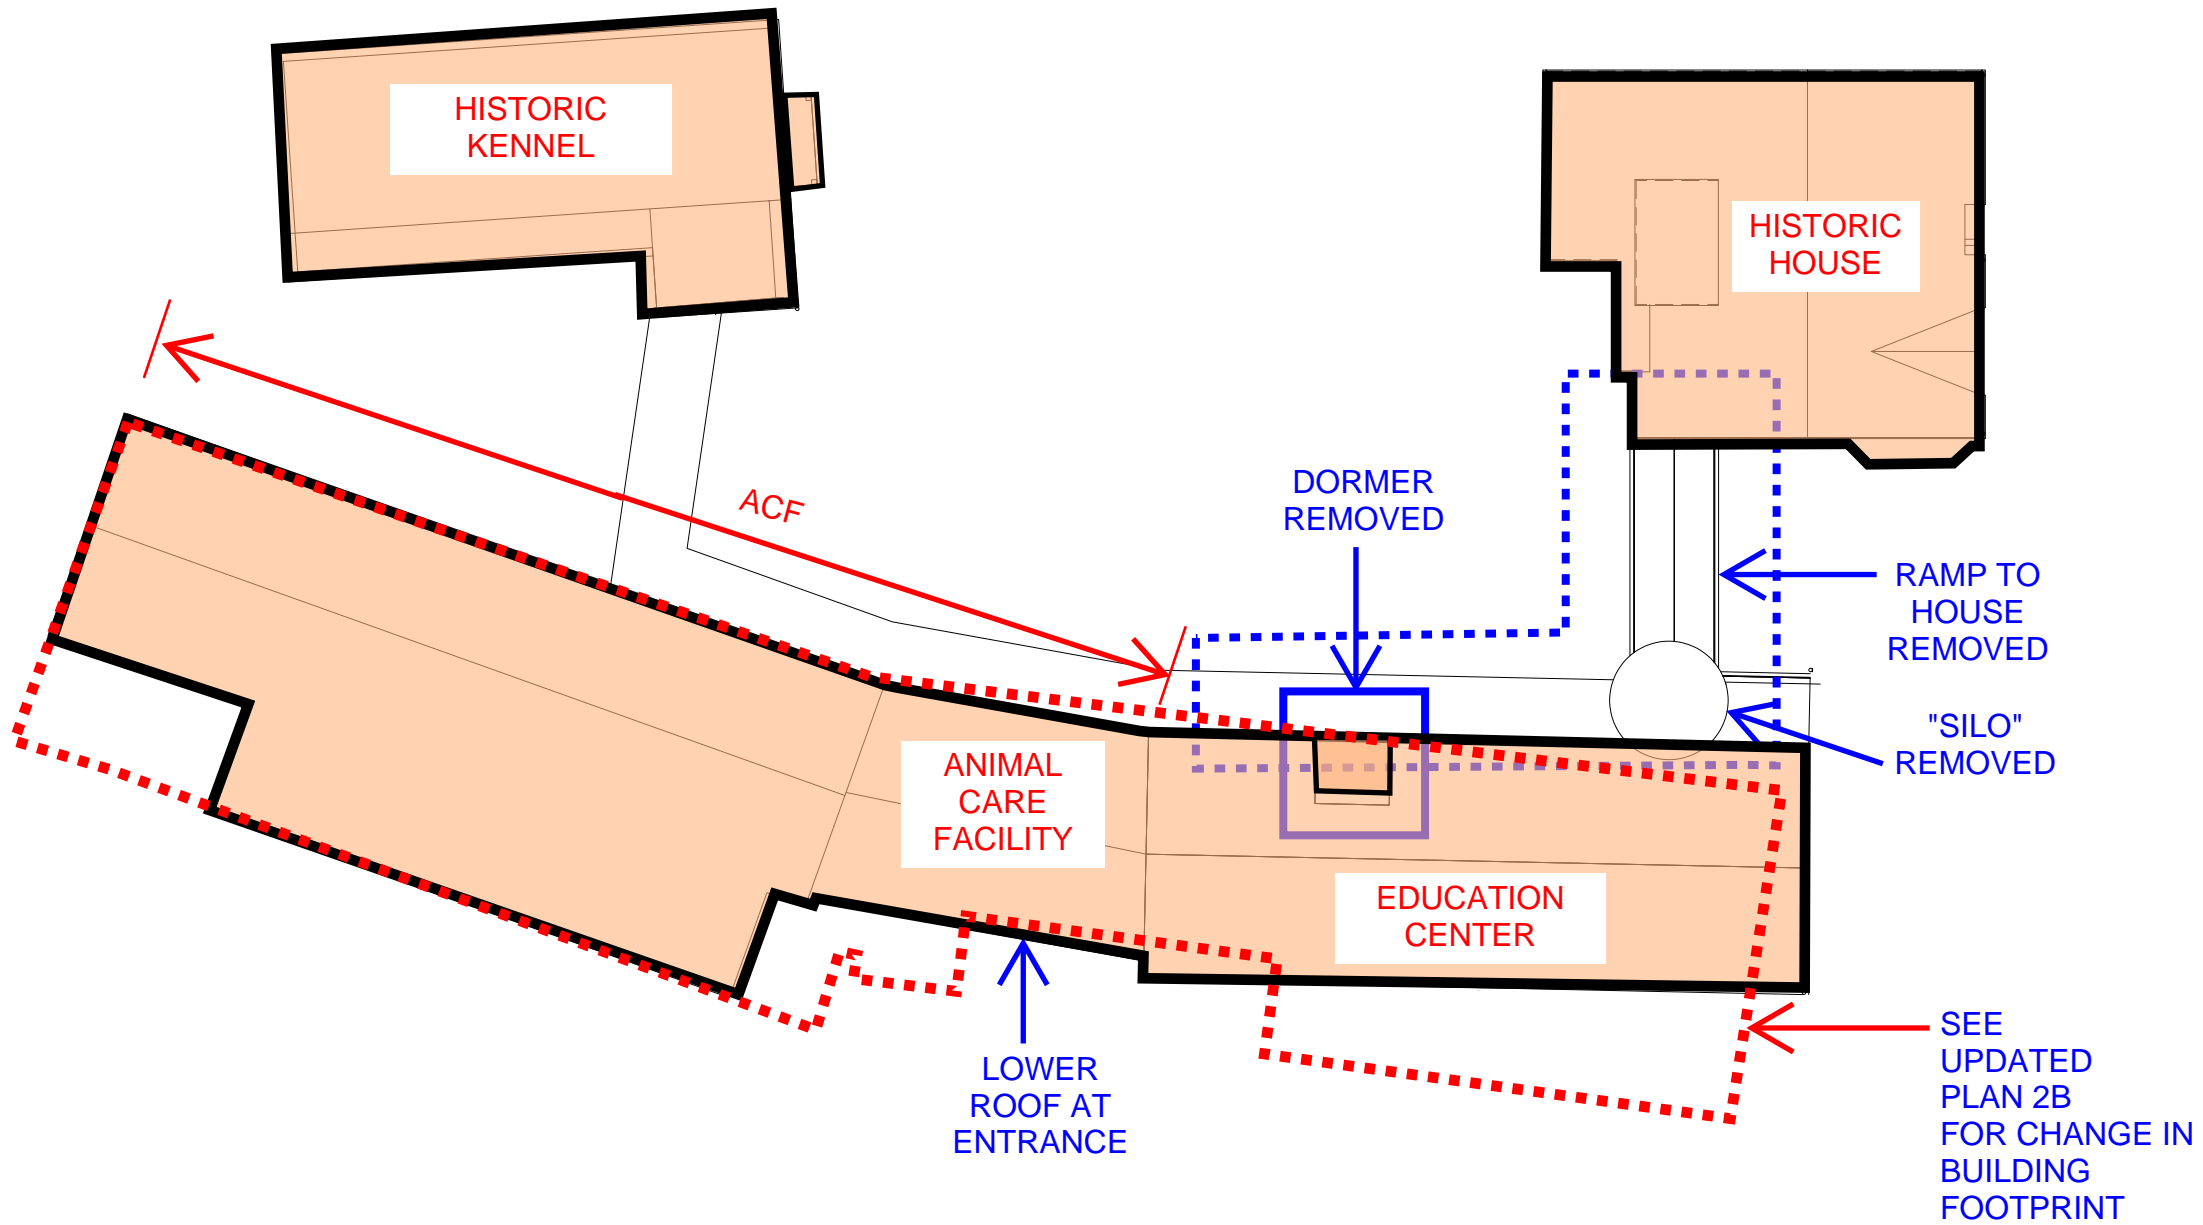 HISTORIC
KENNEL
HISTORIC
HOUSE
ACF
DORMER
REMOVED
RAMP TO
HOUSE
REMOVED
"SILO"
REMOVED
ANIMAL
CARE
FACILITY
EDUCATION
CENTER
LOWER
ROOF AT
ENTRANCE
SEE
UPDATED
PLAN 2B
FOR CHANGE IN
BUILDING
FOOTPRINT